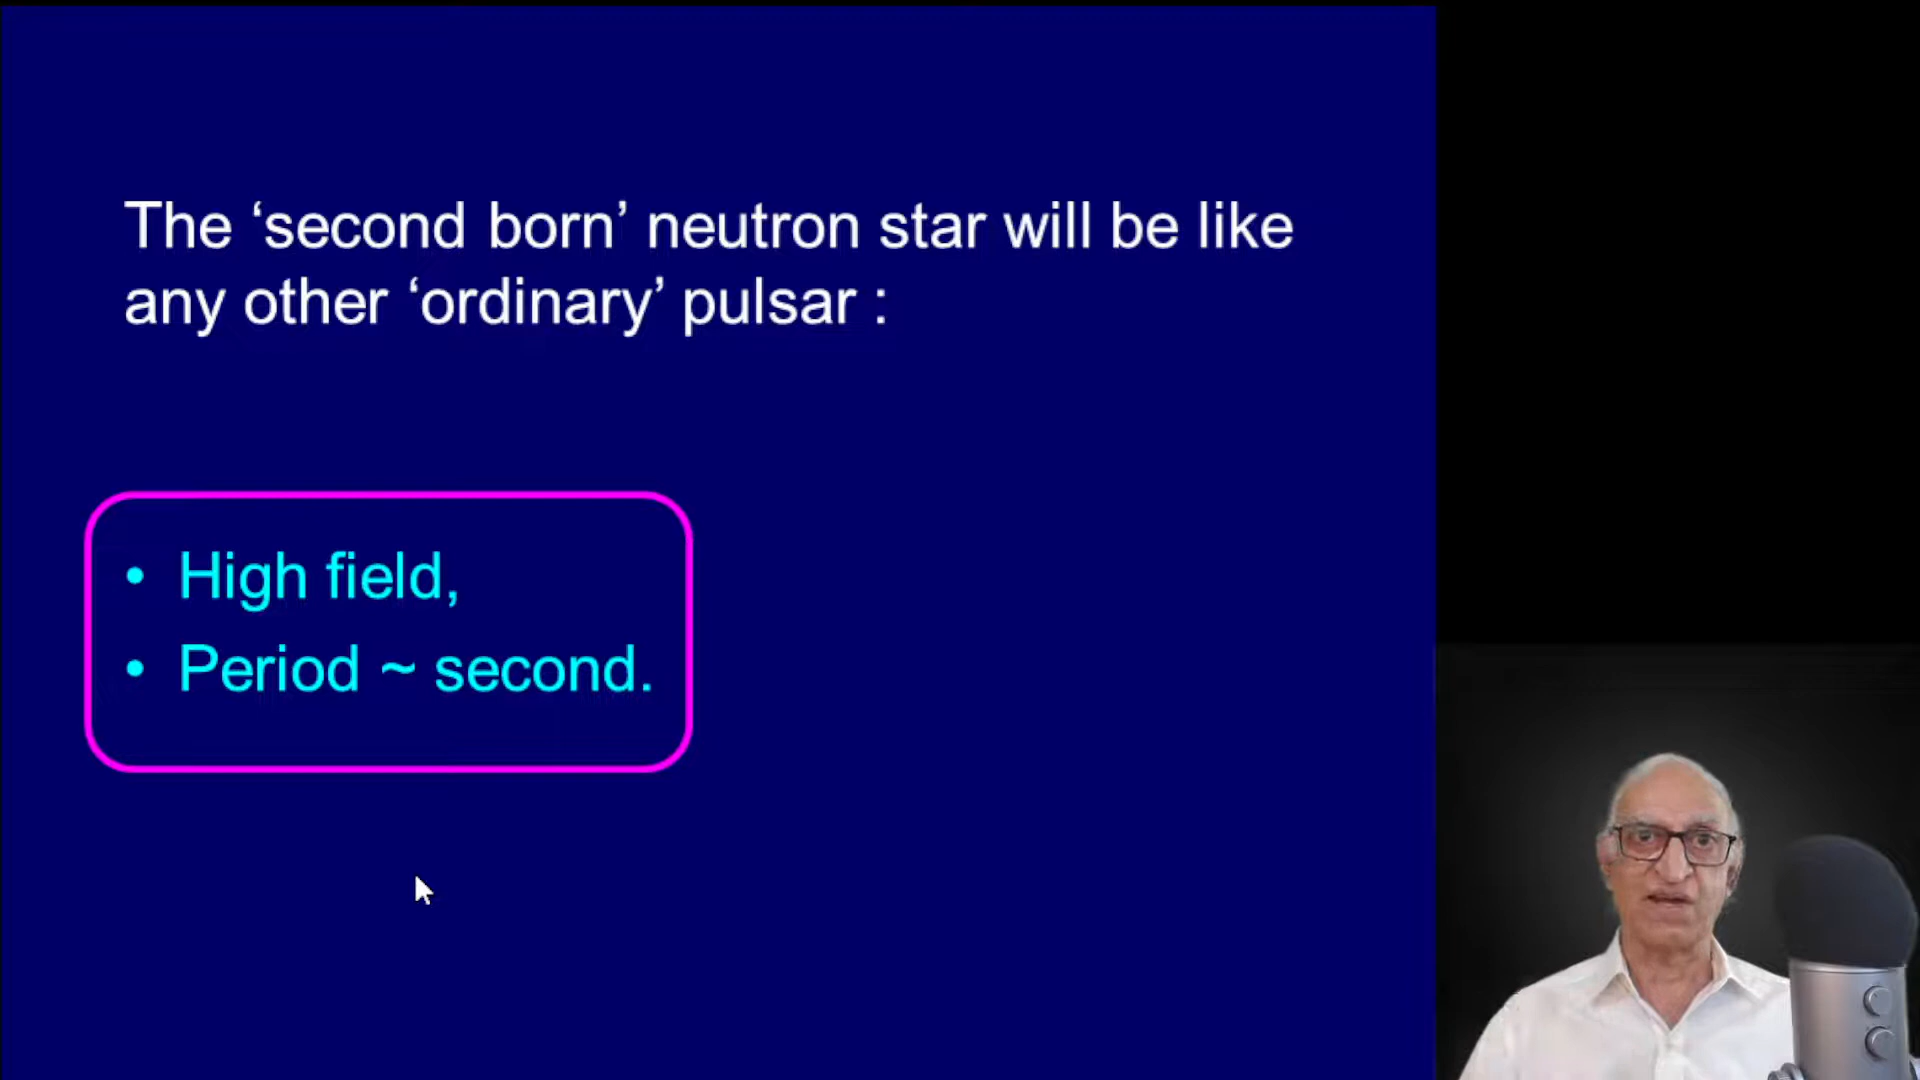 The ‘second born’ neutron star will be like
any other ‘ordinary’ pulsar :
• High field,
• Period ~ second.